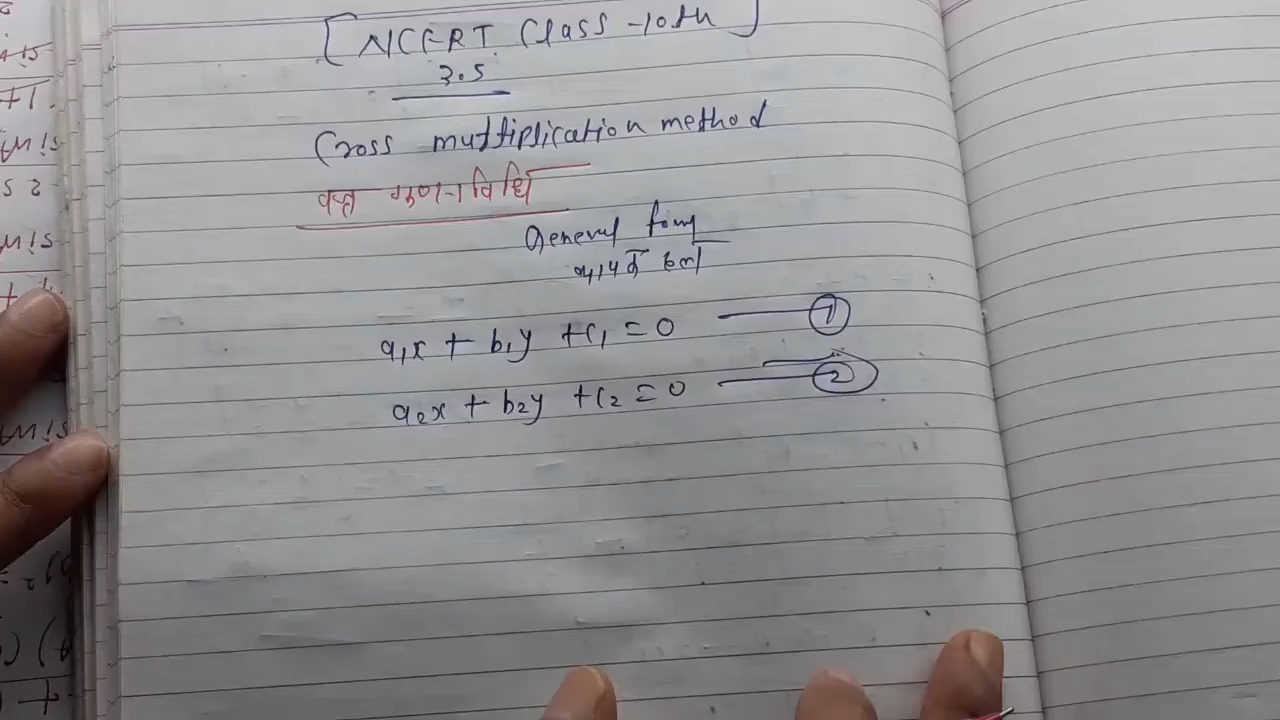 [NCERT Class -10th]
3.5
Cross multiplication method
वज्र गुणन विधि
General form
a₁x + b₁y + c₁ = 0 ——— ①
a₂x + b₂y + c₂ = 0 ——— ②